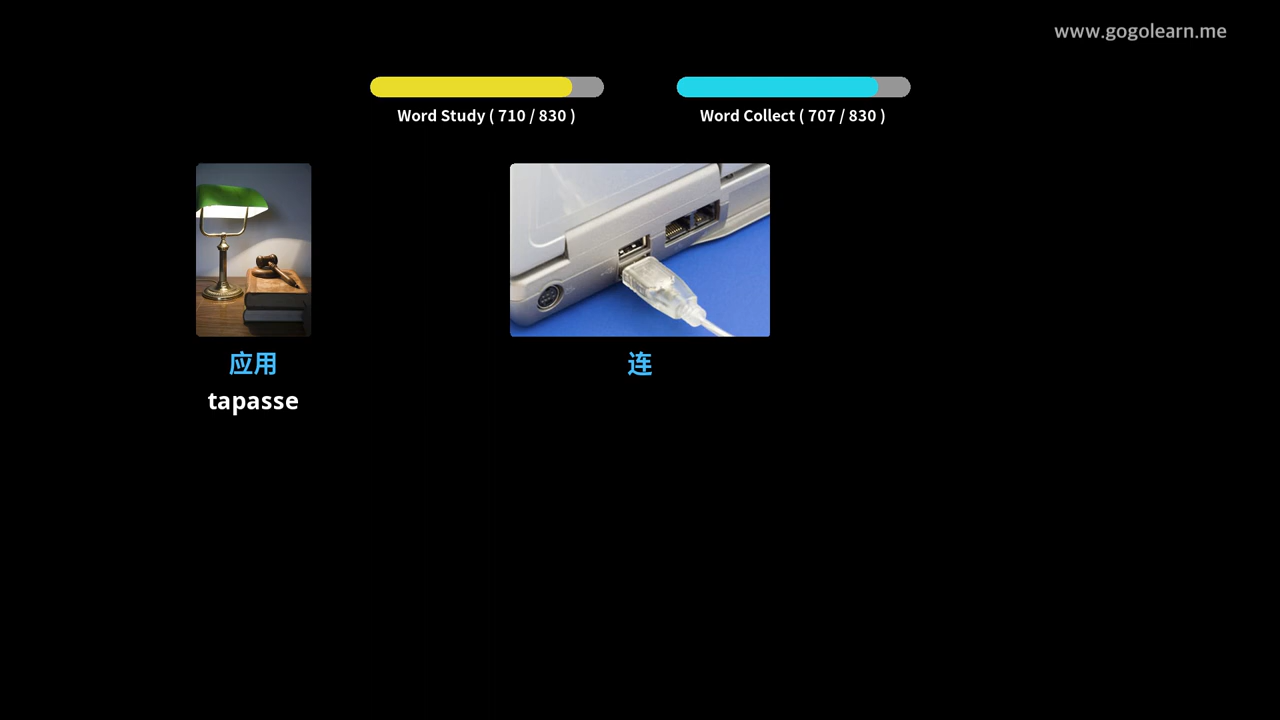 www.gogolearn.me
Word Study ( 710 / 830 )
Word Collect ( 707 / 830 )
应用
tapasse
连